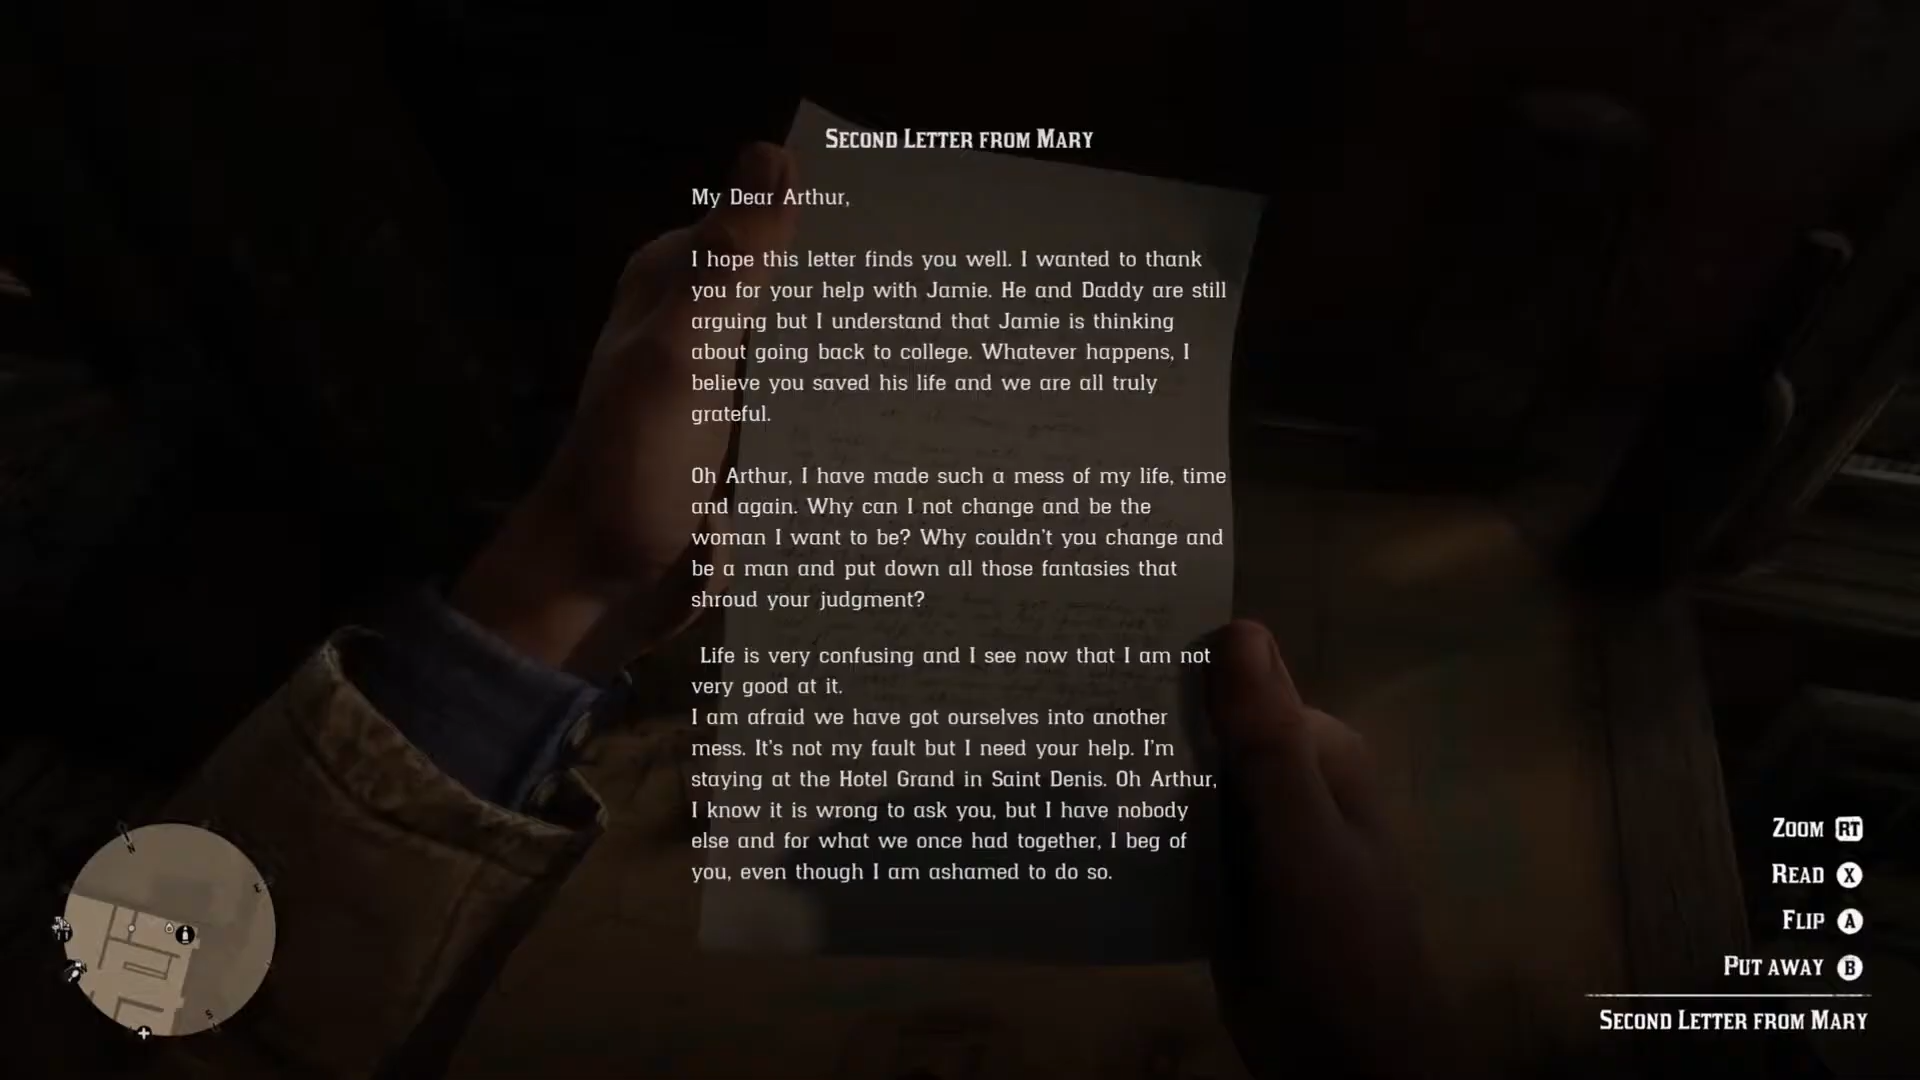 Second Letter from Mary
My Dear Arthur,
I hope this letter finds you well. I wanted to thank
you for your help with Jamie. He and Daddy are still
arguing but I understand that Jamie is thinking
about going back to college. Whatever happens, I
believe you saved his life and we are all truly
grateful.
Oh Arthur, I have made such a mess of my life, time
and again. Why can I not change and be the
woman I want to be? Why couldn't you change and
be a man and put down all those fantasies that
shroud your judgment?
Life is very confusing and I see now that I am not
very good at it.
I am afraid we have got ourselves into another
mess. It's not my fault but I need your help. I'm
staying at the Hotel Grand in Saint Denis. Oh Arthur,
I know it is wrong to ask you, but I have nobody
else and for what we once had together, I beg of
you, even though I am ashamed to do so.
Zoom RT
Read X
Flip A
Put away B
Second Letter from Mary
N
E
S